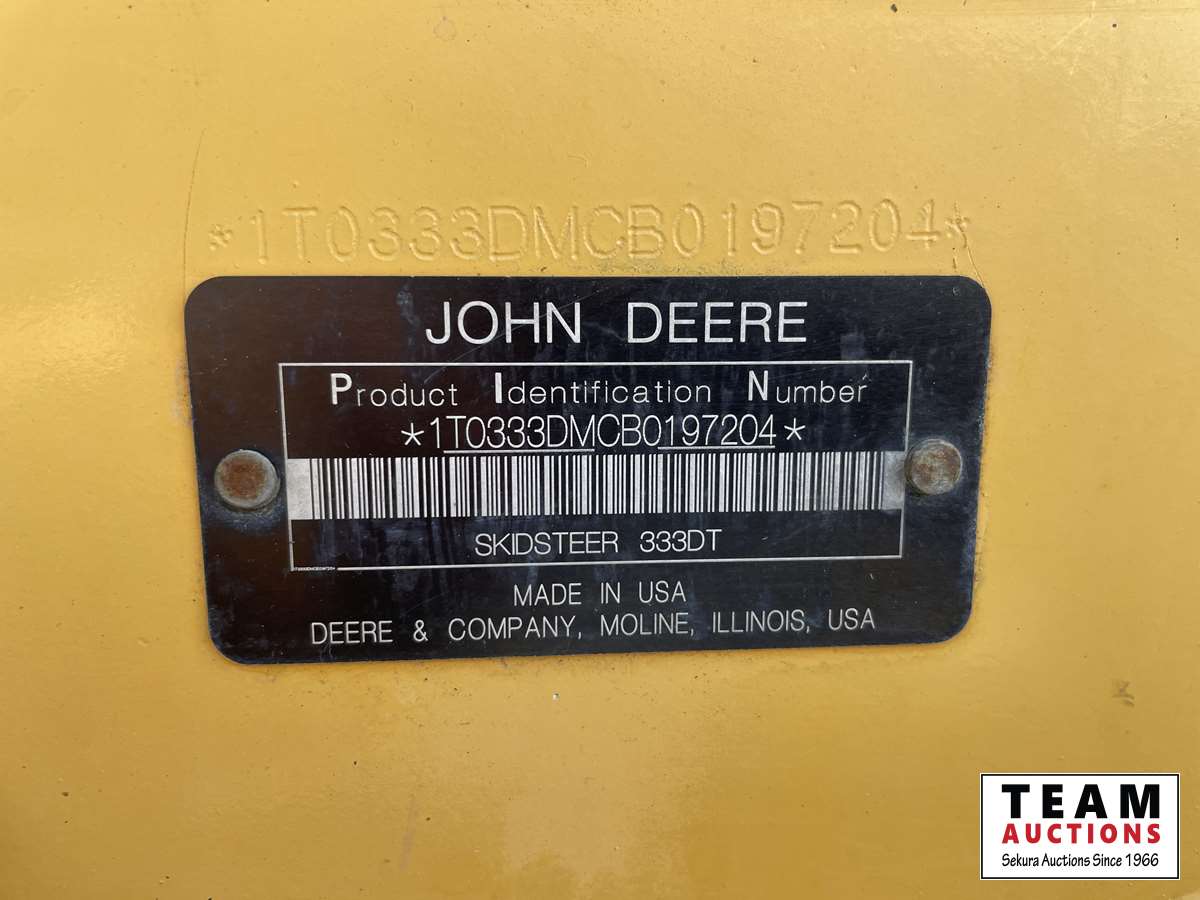 *1T0333DMCB0197204*
JOHN DEERE
Product Identification Number
*1T0333DMCB0197204*
SKIDSTEER 333DT
MADE IN USA
DEERE & COMPANY, MOLINE, ILLINOIS, USA
TEAM
AUCTIONS
Sekura Auctions Since 1966